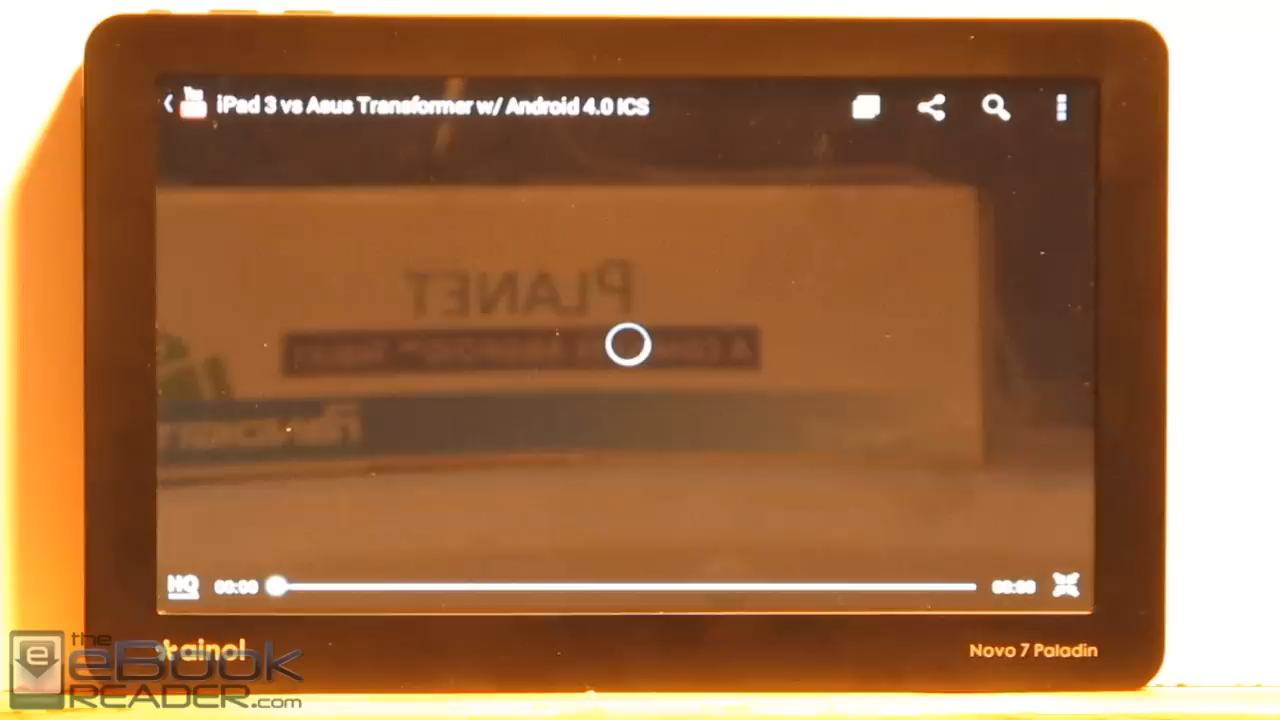 You
iPad 3 vs Asus Transformer w/ Android 4.0 ICS
PLANET
HQ 00:00 00:00
ainol
Novo 7 Paladin
the
eBook
READER.com